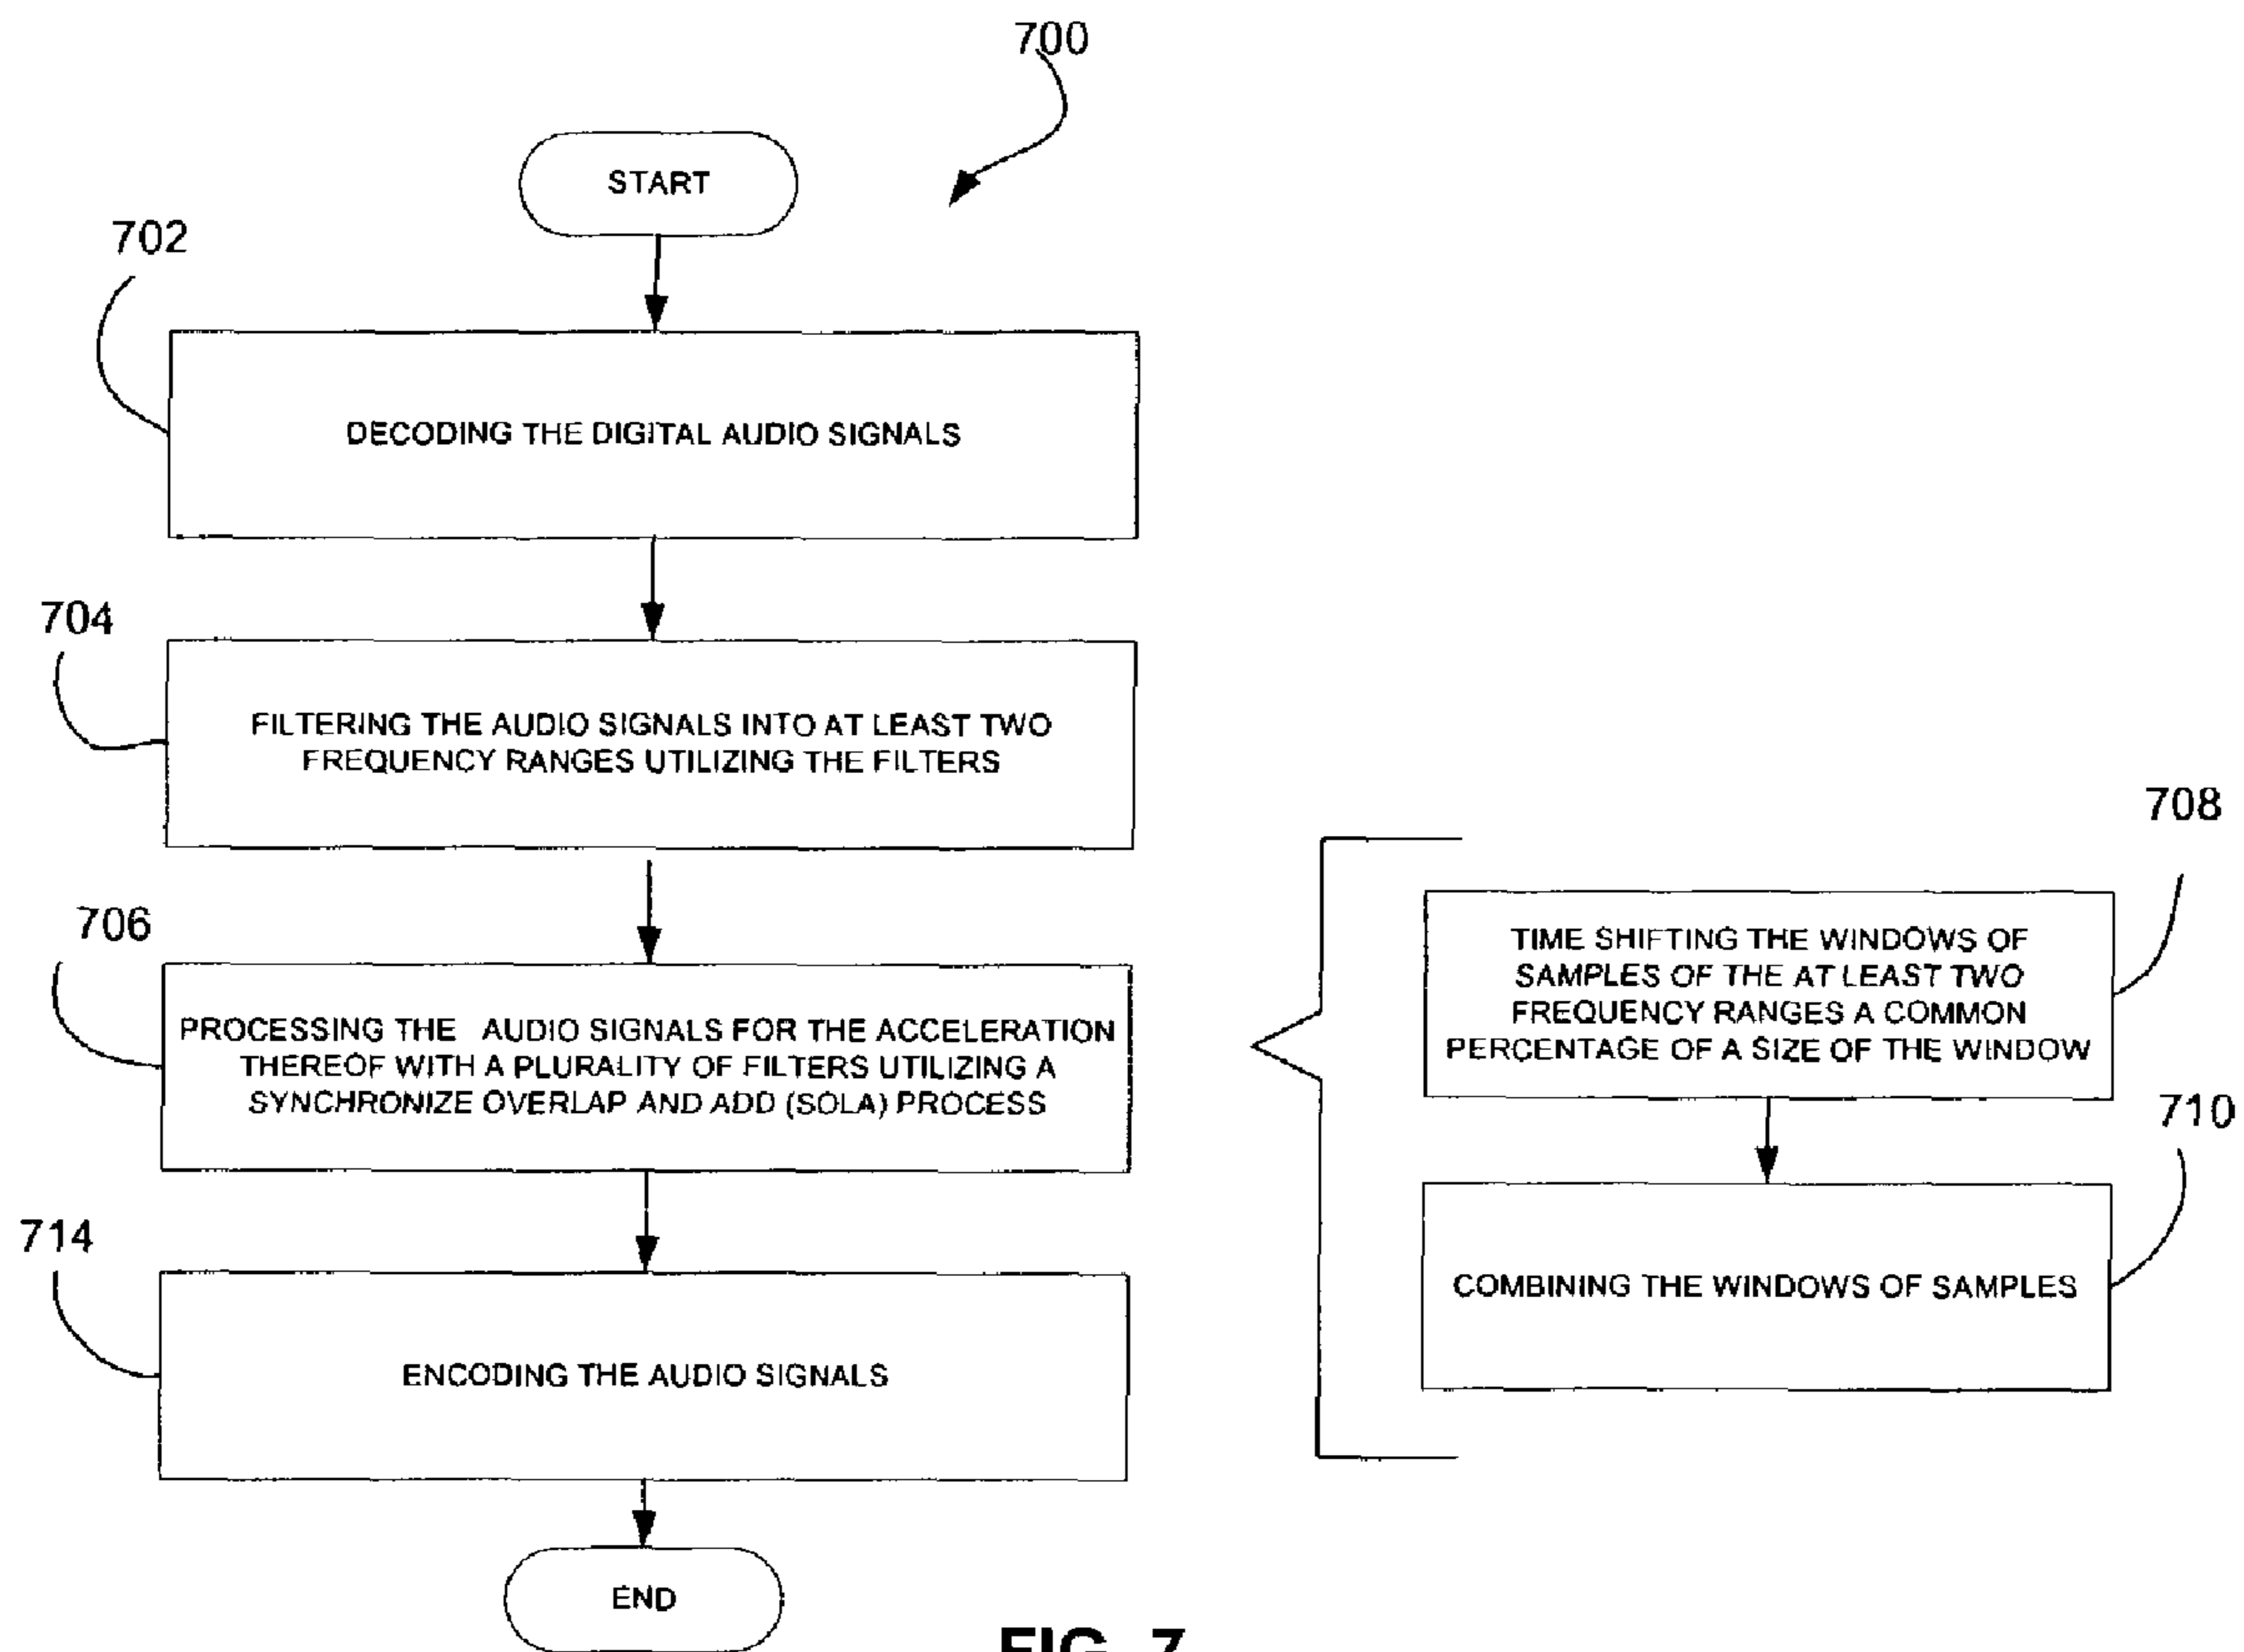 700
START
702
DECODING THE DIGITAL AUDIO SIGNALS
704
FILTERING THE AUDIO SIGNALS INTO AT LEAST TWO
FREQUENCY RANGES UTILIZING THE FILTERS
706
PROCESSING THE AUDIO SIGNALS FOR THE ACCELERATION
THEREOF WITH A PLURALITY OF FILTERS UTILIZING A
SYNCHRONIZE OVERLAP AND ADD (SOLA) PROCESS
708
TIME SHIFTING THE WINDOWS OF
SAMPLES OF THE AT LEAST TWO
FREQUENCY RANGES A COMMON
PERCENTAGE OF A SIZE OF THE WINDOW
710
COMBINING THE WINDOWS OF SAMPLES
714
ENCODING THE AUDIO SIGNALS
END
FIG. 7